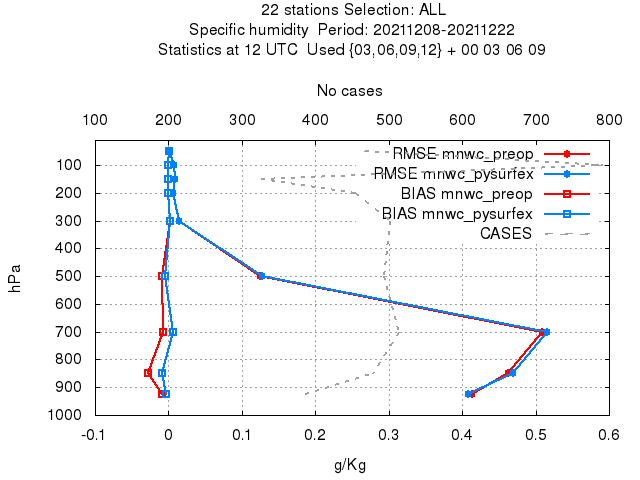 22 stations Selection: ALL
Specific humidity  Period: 20211208-20211222
Statistics at 12 UTC  Used {03,06,09,12} + 00 03 06 09
No cases
100 200 300 400 500 600 700 800
RMSE mnwc_preop
RMSE mnwc_pysurfex
BIAS mnwc_preop
BIAS mnwc_pysurfex
CASES
100
200
300
400
500
600
700
800
900
1000
hPa
-0.1 0 0.1 0.2 0.3 0.4 0.5 0.6
g/Kg